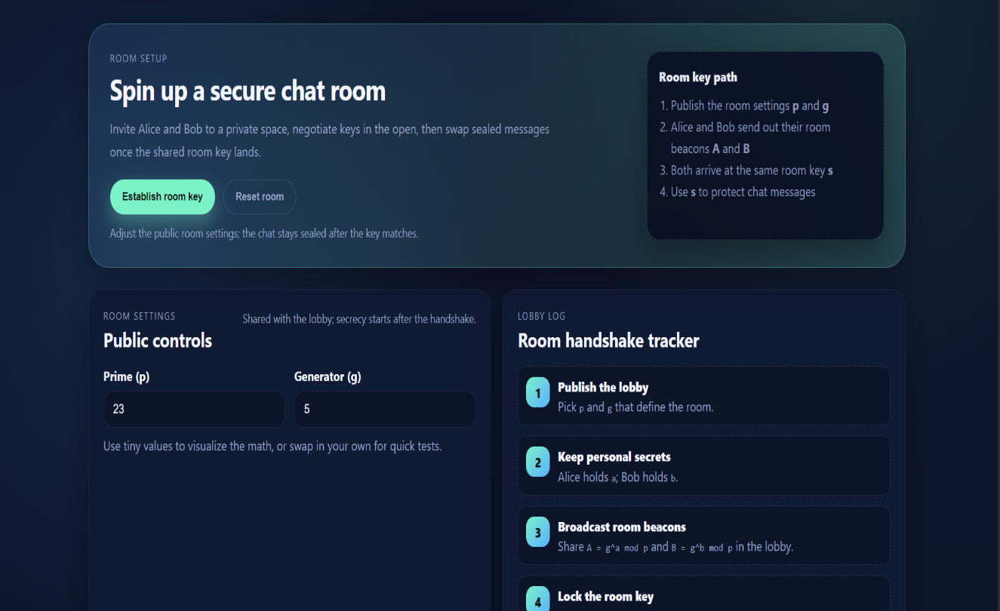 ROOM SETUP
Spin up a secure chat room
Invite Alice and Bob to a private space, negotiate keys in the open, then swap sealed messages
once the shared room key lands.
Establish room key
Reset room
Adjust the public room settings; the chat stays sealed after the key matches.
Room key path
1. Publish the room settings p and g
2. Alice and Bob send out their room
beacons A and B
3. Both arrive at the same room key s
4. Use s to protect chat messages
ROOM SETTINGS
Public controls
Shared with the lobby; secrecy starts after the handshake.
Prime (p)
Generator (g)
23
5
Use tiny values to visualize the math, or swap in your own for quick tests.
LOBBY LOG
Room handshake tracker
1
Publish the lobby
Pick p and g that define the room.
2
Keep personal secrets
Alice holds a; Bob holds b.
3
Broadcast room beacons
Share A = g^a mod p and B = g^b mod p in the lobby.
4
Lock the room key